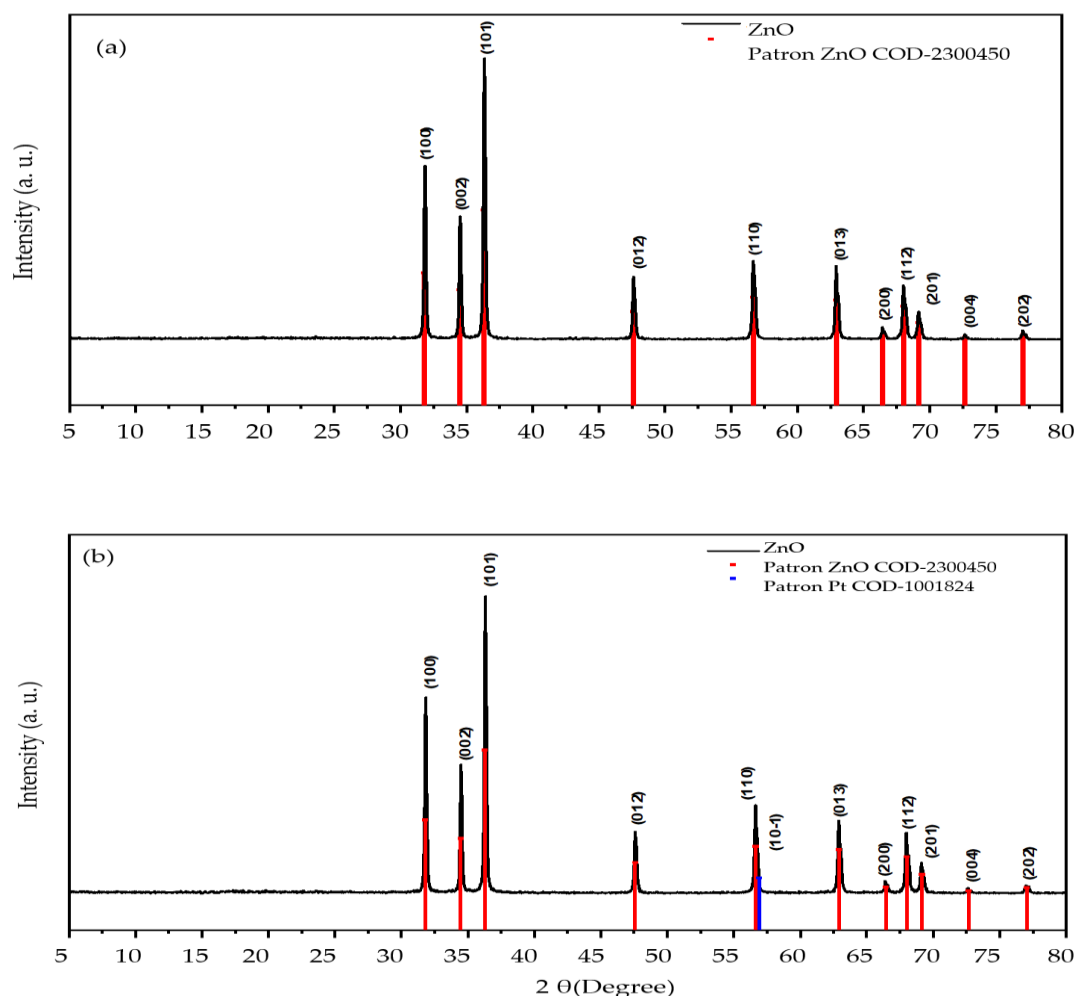 (a)
ZnO
Patron ZnO COD-2300450
(100)
(002)
(101)
(012)
(110)
(013)
(200)
(112)
(201)
(004)
(202)
Intensity (a. u.)
5 10 15 20 25 30 35 40 45 50 55 60 65 70 75 80
(b)
ZnO
Patron ZnO COD-2300450
Patron Pt COD-1001824
(100)
(002)
(101)
(012)
(110)
(10-1)
(013)
(200)
(112)
(201)
(004)
(202)
Intensity (a. u.)
5 10 15 20 25 30 35 40 45 50 55 60 65 70 75 80
2 θ(Degree)